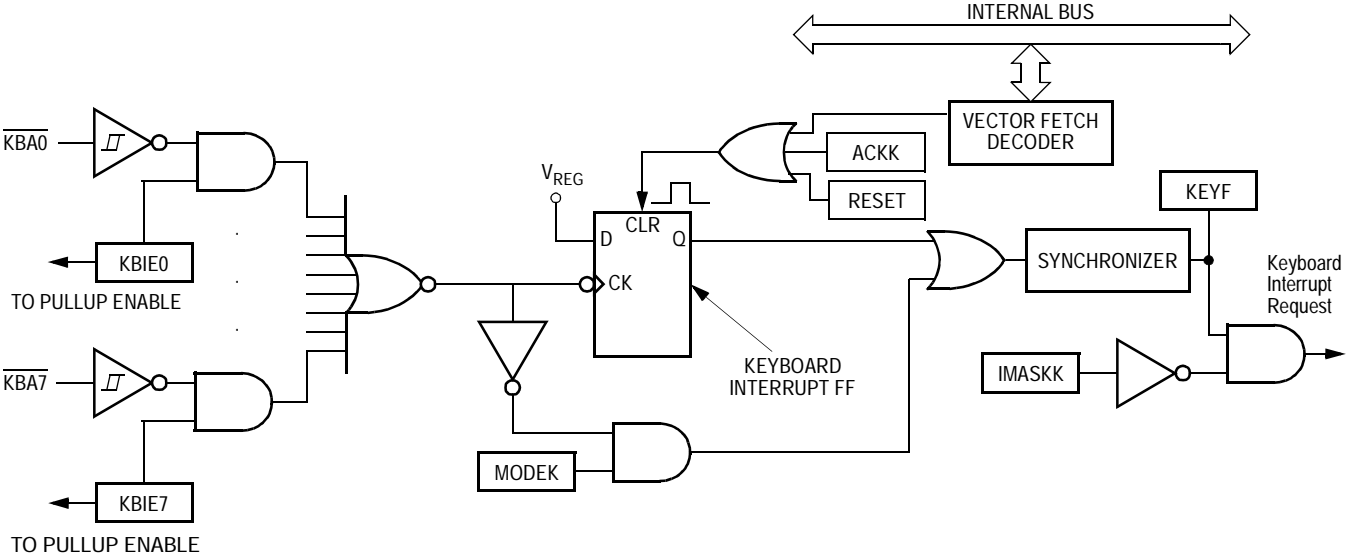 INTERNAL BUS
VECTOR FETCH
DECODER
KBA0
ACKK
VREG
RESET
KEYF
CLR
D
Q
CK
KBIE0
TO PULLUP ENABLE
SYNCHRONIZER
Keyboard
Interrupt
Request
KBA7
KEYBOARD
INTERRUPT FF
IMASKK
MODEK
KBIE7
TO PULLUP ENABLE